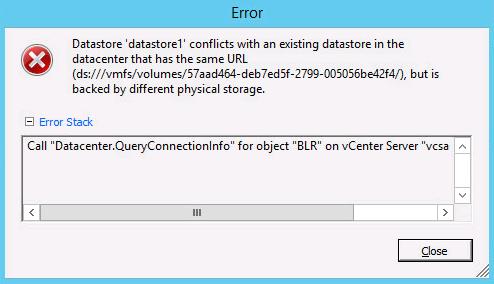 Error
Datastore 'datastore1' conflicts with an existing datastore in the
datacenter that has the same URL
(ds:///vmfs/volumes/57aad464-deb7ed5f-2799-005056be42f4/), but is
backed by different physical storage.
Error Stack
Call "Datacenter.QueryConnectionInfo" for object "BLR" on vCenter Server "vcsa
Close